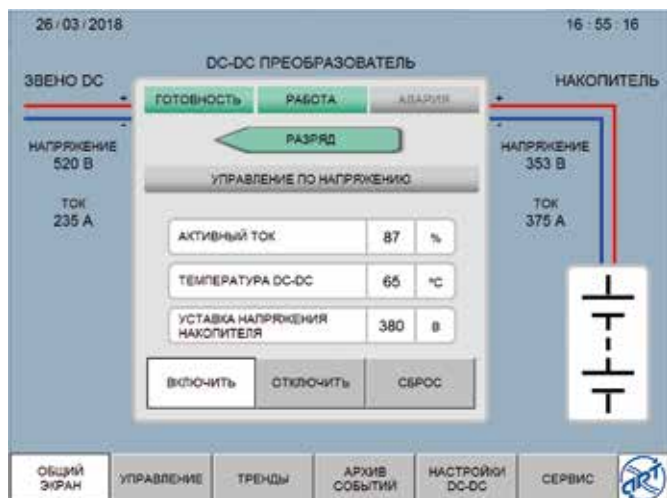 26/03/2018
16:55:16
DC-DC ПРЕОБРАЗОВАТЕЛЬ
ЗВЕНО DC
НАКОПИТЕЛЬ
+
+
-
-
ГОТОВНОСТЬ РАБОТА АВАРИЯ
РАЗРЯД
НАПРЯЖЕНИЕ
520 В
НАПРЯЖЕНИЕ
353 В
УПРАВЛЕНИЕ ПО НАПРЯЖЕНИЮ
ТОК
235 А
ТОК
375 А
АКТИВНЫЙ ТОК 87 %
ТЕМПЕРАТУРА DC-DC 65 °C
УСТАВКА НАПРЯЖЕНИЯ
НАКОПИТЕЛЯ 380 В
ВКЛЮЧИТЬ ОТКЛЮЧИТЬ СБРОС
ОБЩИЙ
ЭКРАН
УПРАВЛЕНИЕ
ТРЕНДЫ
АРХИВ
СОБЫТИЙ
НАСТРОЙКИ
DC-DC
СЕРВИС
ART